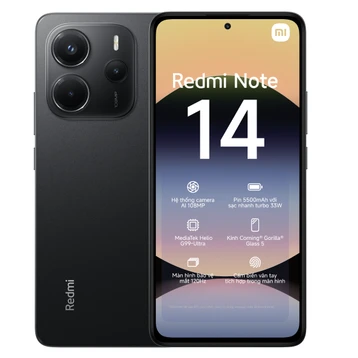 Redmi Note
14
Hệ thống camera
AI 108MP
Pin 5500mAh với
sạc nhanh turbo 33W
MediaTek Helio
G99-Ultra
Kính Corning® Gorilla®
Glass 5
Màn hình bảo vệ
mắt 120Hz
Cảm biến vân tay
tích hợp trong màn hình
Redmi